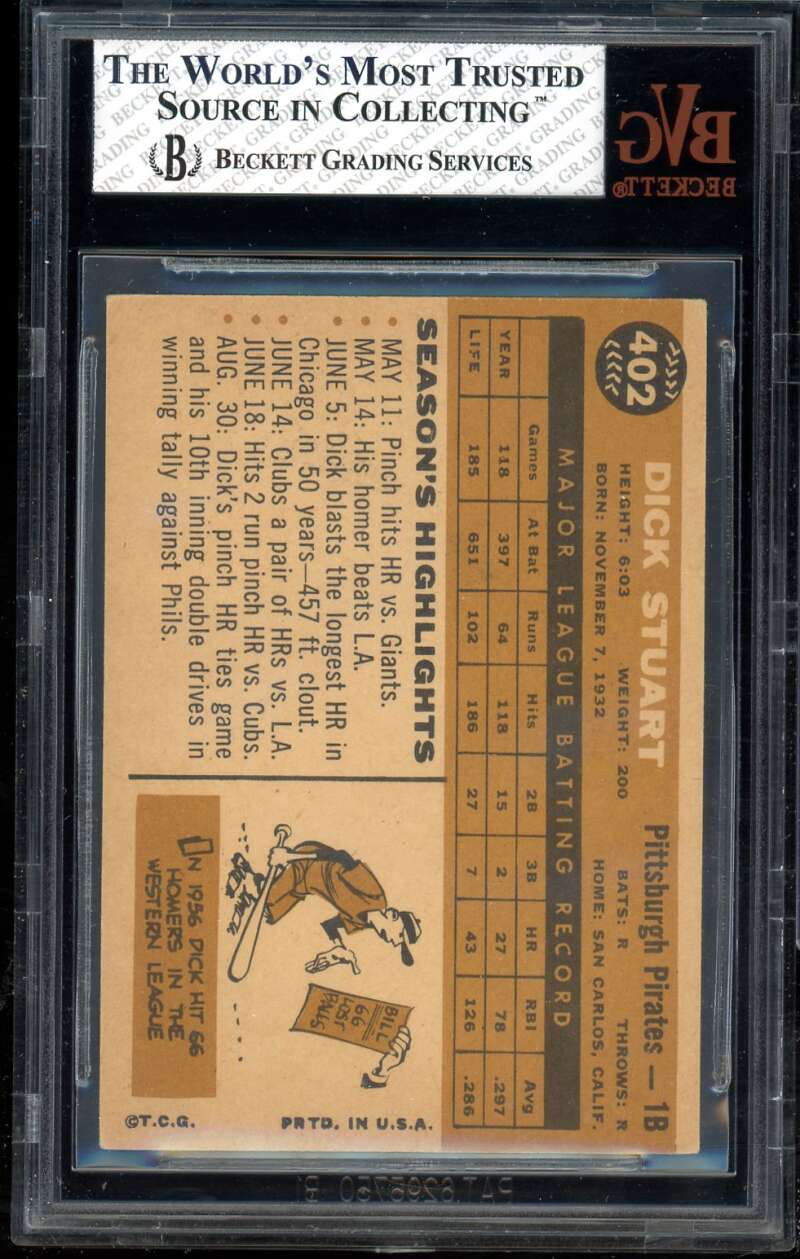 THE WORLD'S MOST TRUSTED
SOURCE IN COLLECTING™
B BECKETT GRADING SERVICES
BVG
BECKETT®
402
DICK STUART Pittsburgh Pirates — 1B
HEIGHT: 6:03 WEIGHT: 200 BATS: R THROWS: R
BORN: NOVEMBER 7, 1932 HOME: SAN CARLOS, CALIF.
MAJOR LEAGUE BATTING RECORD
Games At Bat Runs Hits 2B 3B HR RBI Avg
YEAR 118 397 64 118 15 2 27 78 .297
LIFE 185 651 102 186 27 7 43 126 .286
SEASON'S HIGHLIGHTS
• MAY 11: Pinch hits HR vs. Giants.
• MAY 14: His homer beats L.A.
• JUNE 5: Dick blasts the longest HR in
Chicago in 50 years—457 ft. clout.
• JUNE 14: Clubs a pair of HRs vs. L.A.
• JUNE 18: Hits 2 run pinch HR vs. Cubs.
• AUG. 30: Dick's pinch HR ties game
and his 10th inning double drives in
winning tally against Phils.
BILL
66
LOST
BALLS
IN 1956 DICK HIT 66
HOMERS IN THE
WESTERN LEAGUE
©T.C.G. PRTD. IN U.S.A.